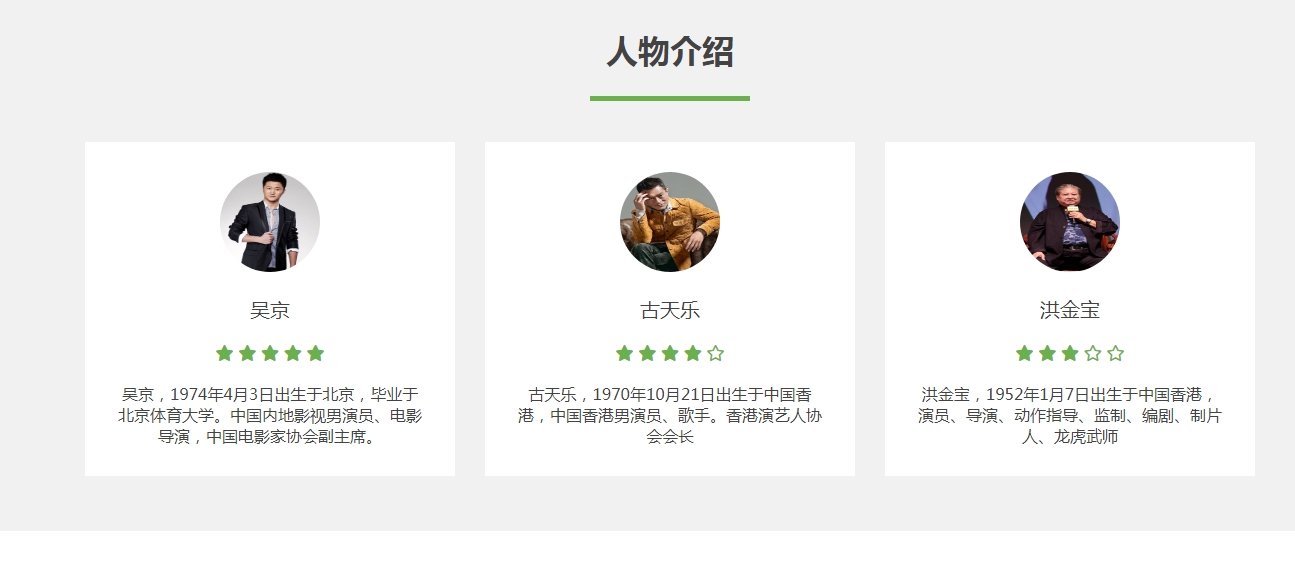 人物介绍
吴京
吴京，1974年4月3日出生于北京，毕业于
北京体育大学。中国内地影视男演员、电影
导演，中国电影家协会副主席。
古天乐
古天乐，1970年10月21日出生于中国香
港，中国香港男演员、歌手。香港演艺人协
会会长
洪金宝
洪金宝，1952年1月7日出生于中国香港，
演员、导演、动作指导、监制、编剧、制片
人、龙虎武师